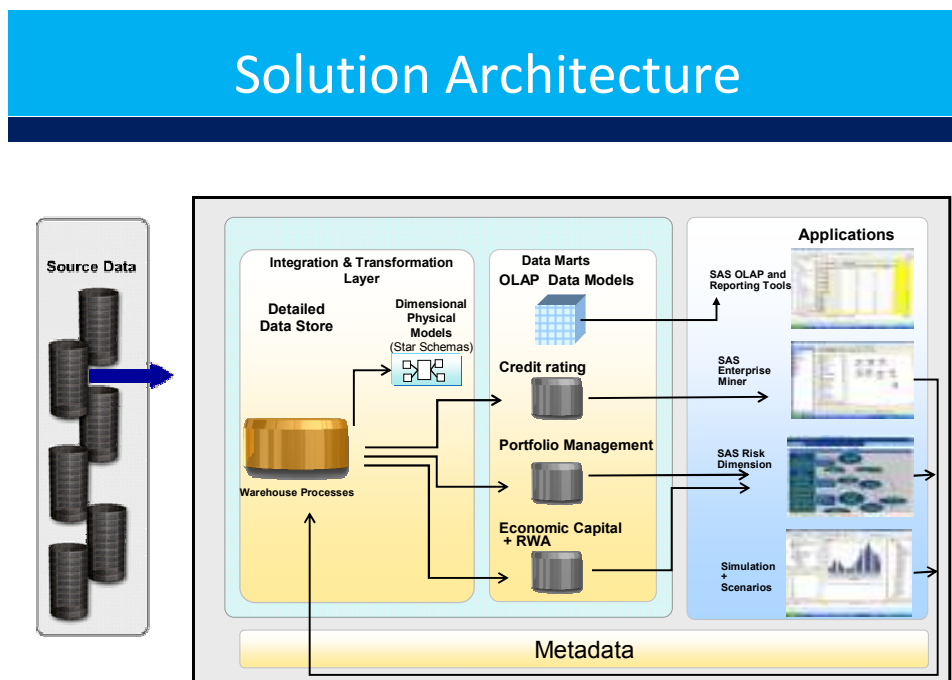 Solution Architecture
Source Data
Integration & Transformation
Layer
Detailed
Data Store
Dimensional
Physical
Models
(Star Schemas)
Warehouse Processes
Data Marts
OLAP Data Models
Credit rating
Portfolio Management
Economic Capital
+ RWA
Applications
SAS OLAP and
Reporting Tools
SAS
Enterprise
Miner
SAS Risk
Dimension
Simulation
+
Scenarios
Metadata